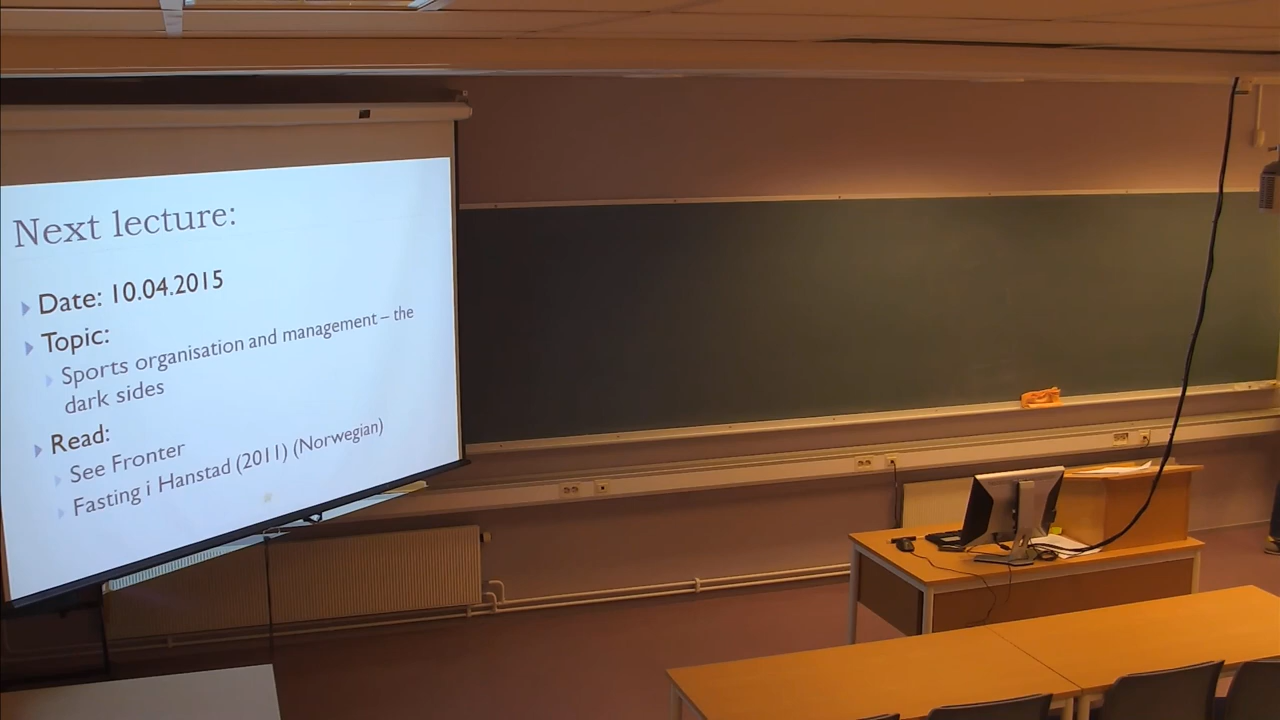 Next lecture:
Date: 10.04.2015
Topic:
Sports organisation and management – the
dark sides
Read:
See Fronter
Fasting i Hanstad (2011) (Norwegian)